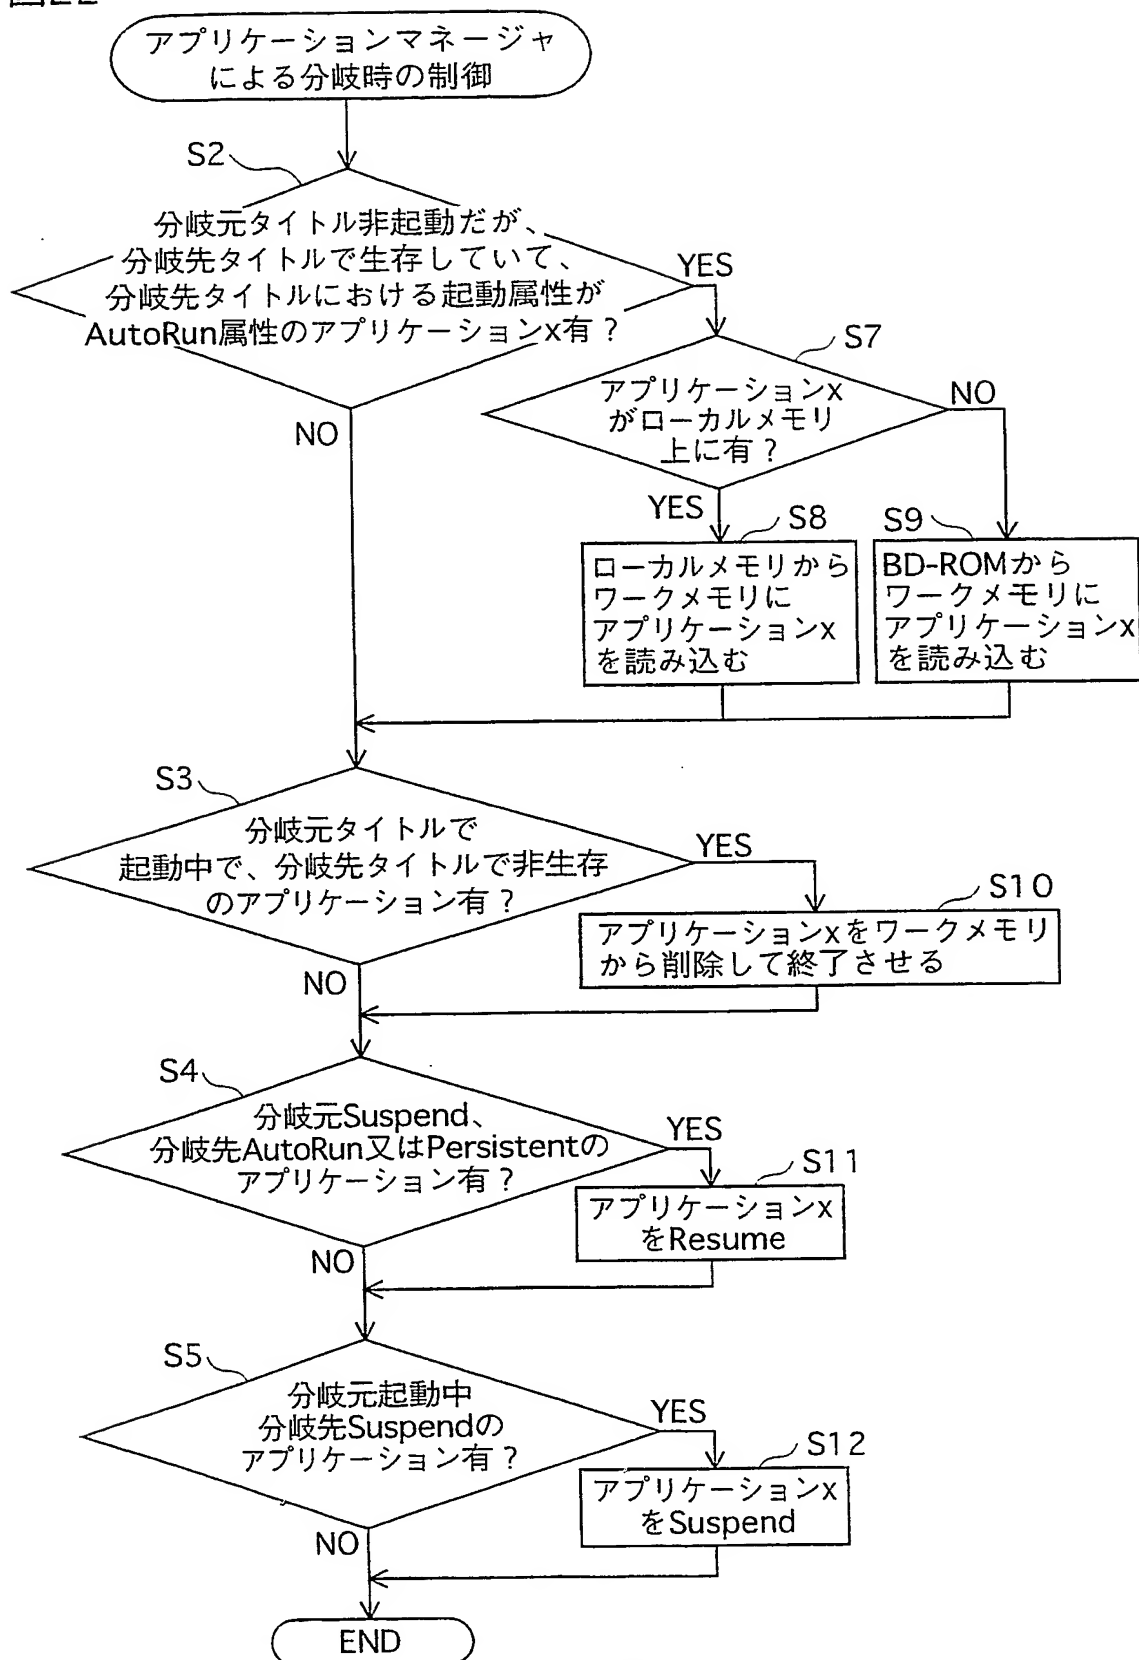 図22
アプリケーションマネージャ
による分岐時の制御
S2
分岐元タイトル非起動だが、
分岐先タイトルで生存していて、
分岐先タイトルにおける起動属性が
AutoRun属性のアプリケーションx有？
YES
NO
S7
アプリケーションx
がローカルメモリ
上に有？
NO
YES
S8
ローカルメモリから
ワークメモリに
アプリケーションx
を読み込む
S9
BD-ROMから
ワークメモリに
アプリケーションx
を読み込む
S3
分岐元タイトルで
起動中で、分岐先タイトルで非生存
のアプリケーション有？
YES
NO
S10
アプリケーションxをワークメモリ
から削除して終了させる
S4
分岐元Suspend、
分岐先AutoRun又はPersistentの
アプリケーション有？
YES
NO
S11
アプリケーションx
をResume
S5
分岐元起動中
分岐先Suspendの
アプリケーション有？
YES
NO
S12
アプリケーションx
をSuspend
END